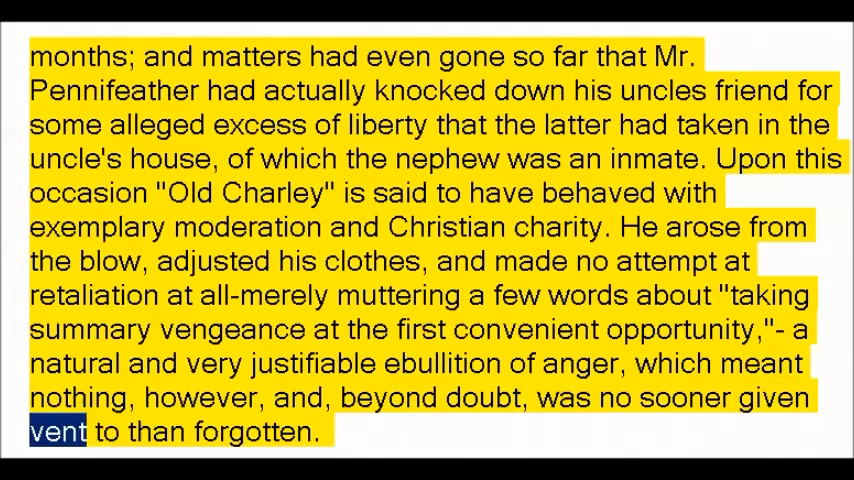 months; and matters had even gone so far that Mr.
Pennifeather had actually knocked down his uncles friend for
some alleged excess of liberty that the latter had taken in the
uncle's house, of which the nephew was an inmate. Upon this
occasion "Old Charley" is said to have behaved with
exemplary moderation and Christian charity. He arose from
the blow, adjusted his clothes, and made no attempt at
retaliation at all-merely muttering a few words about "taking
summary vengeance at the first convenient opportunity,"- a
natural and very justifiable ebullition of anger, which meant
nothing, however, and, beyond doubt, was no sooner given
vent to than forgotten.